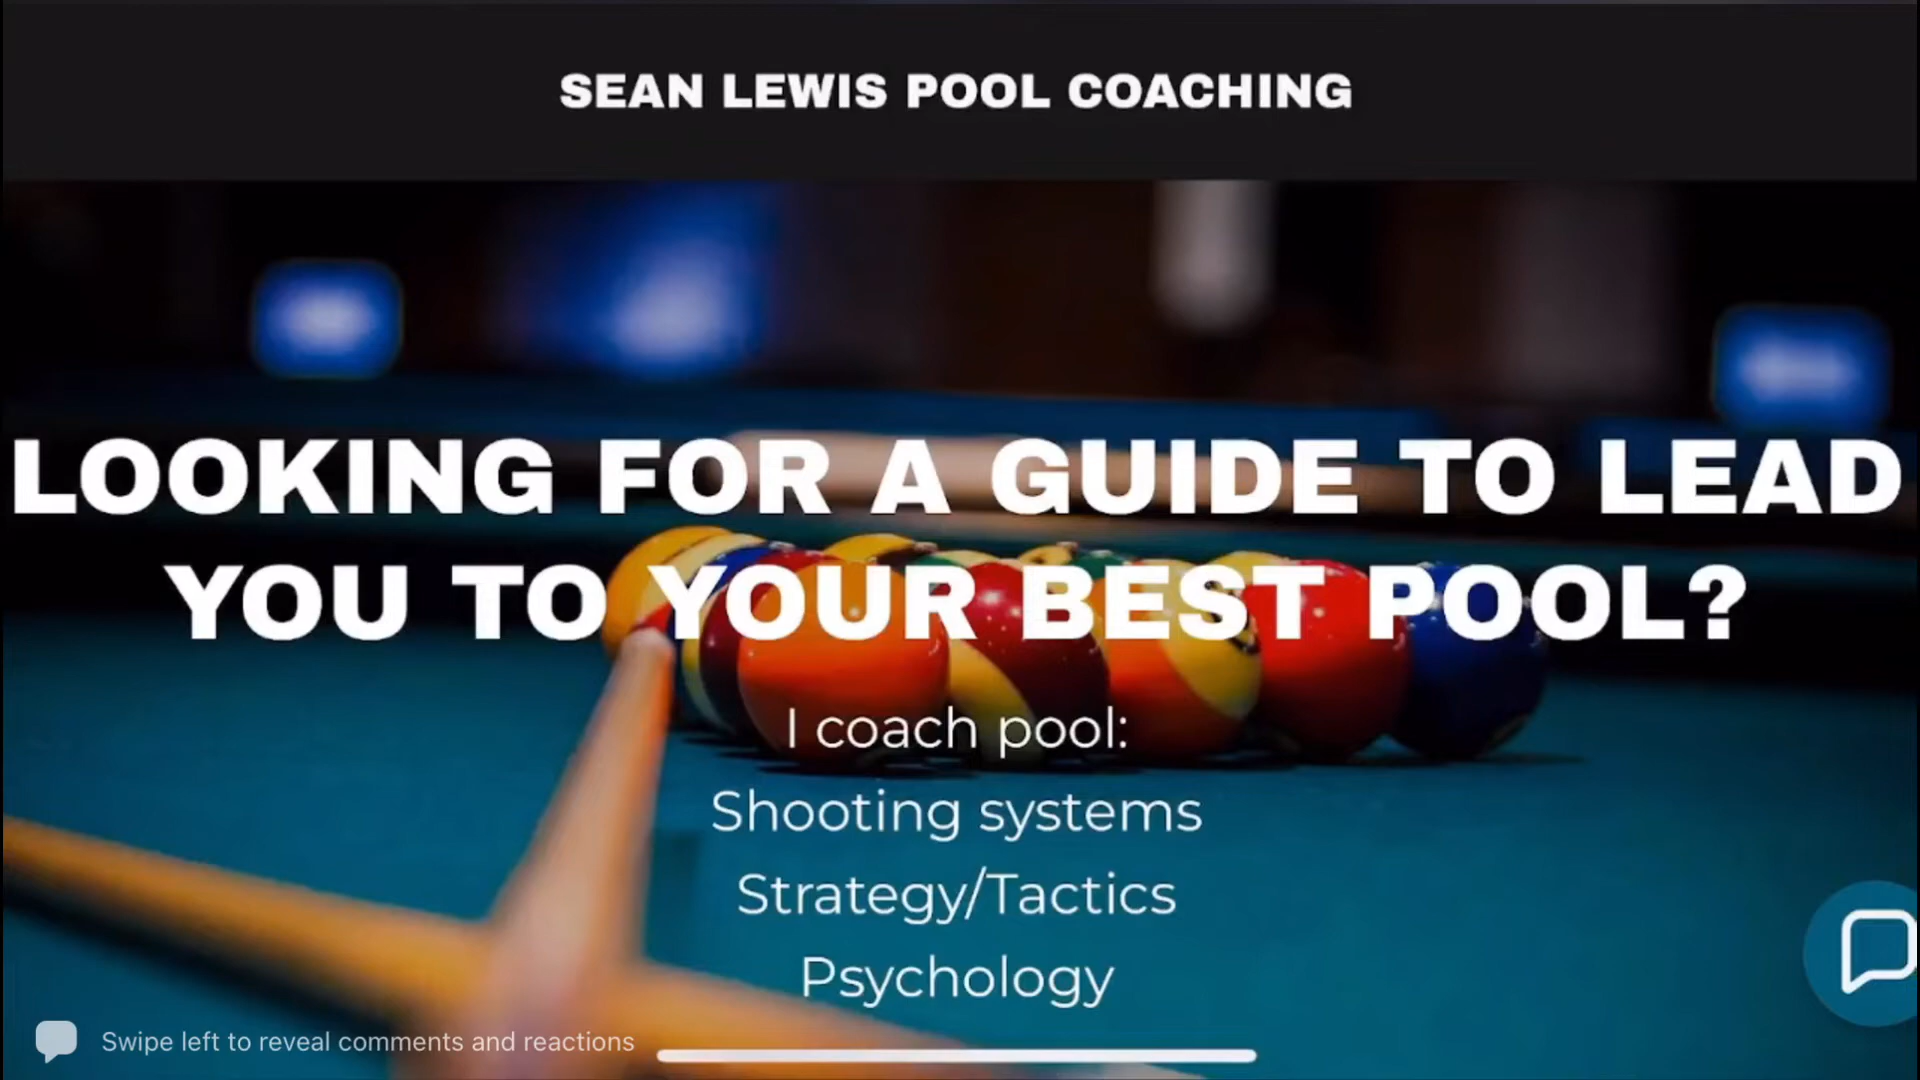 SEAN LEWIS POOL COACHING
LOOKING FOR A GUIDE TO LEAD
YOU TO YOUR BEST POOL?
I coach pool:
Shooting systems
Strategy/Tactics
Psychology
Swipe left to reveal comments and reactions